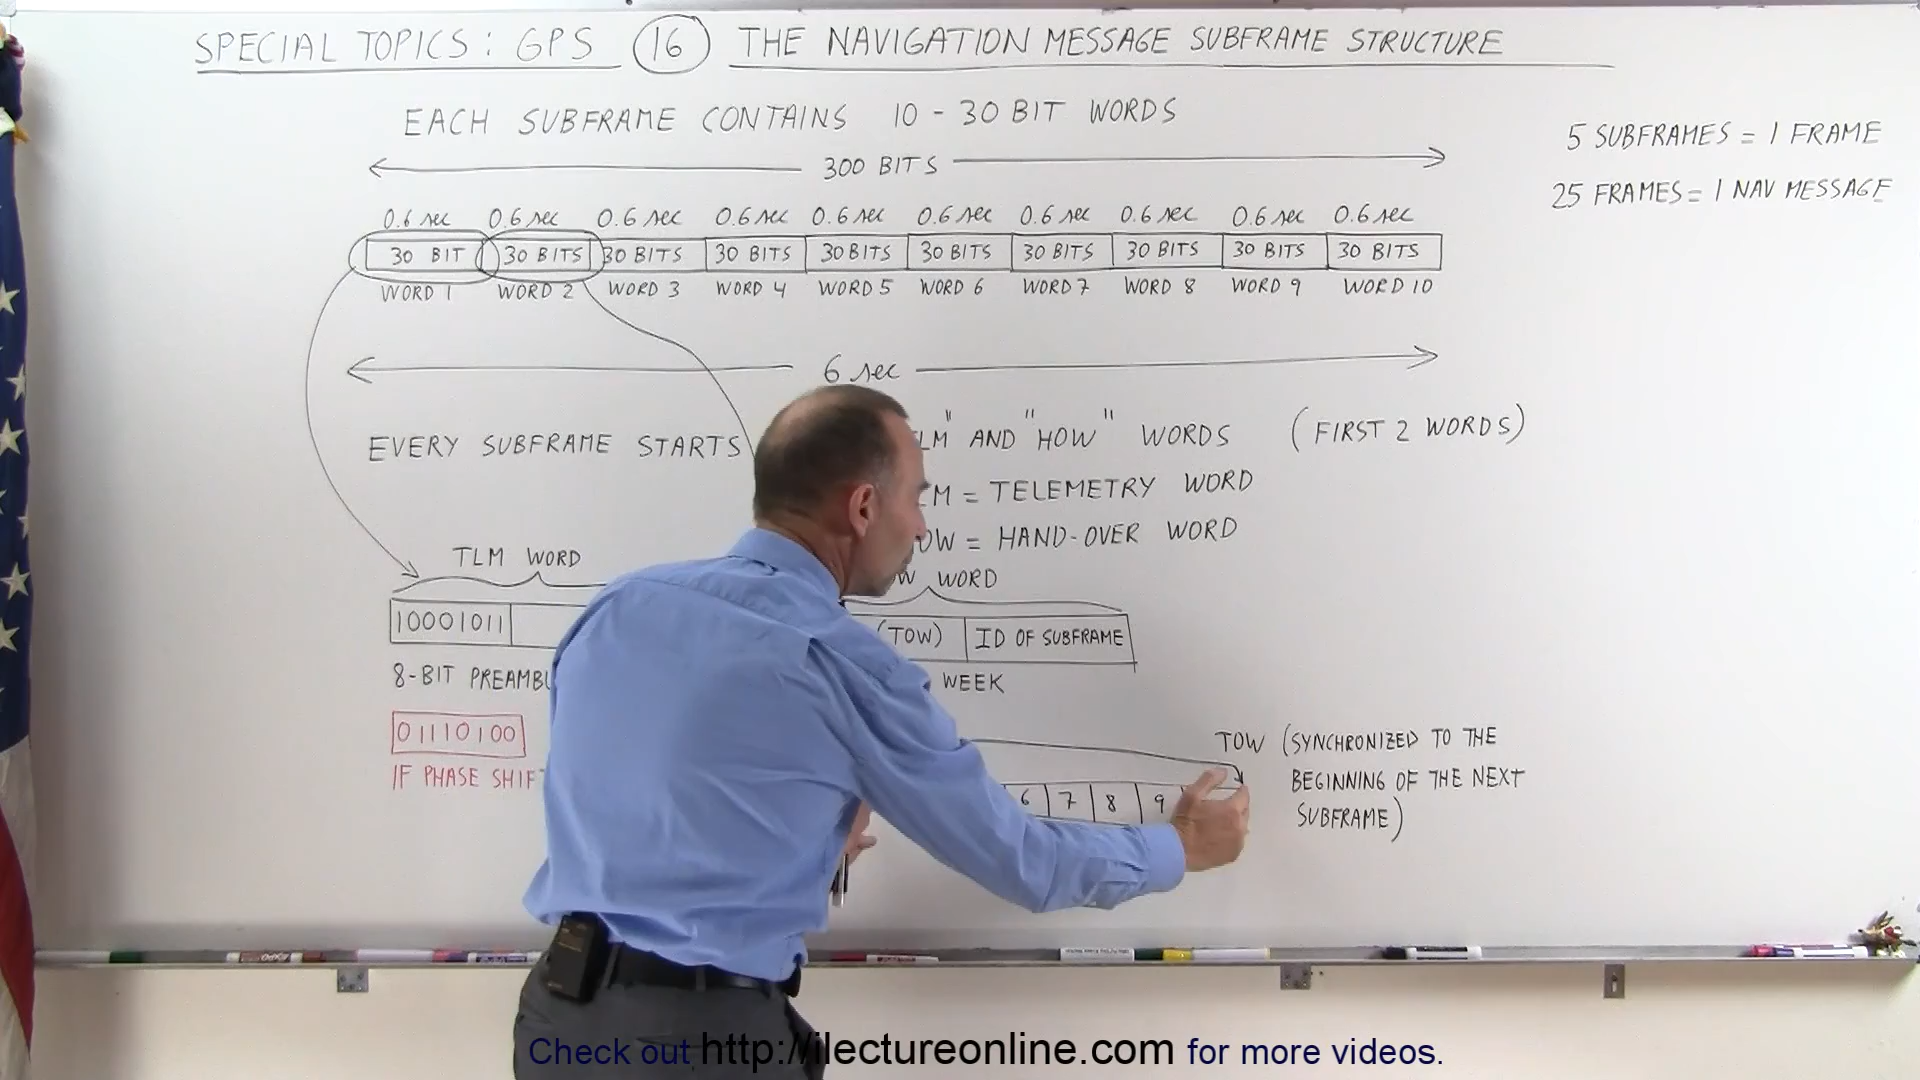 SPECIAL TOPICS: GPS 16 THE NAVIGATION MESSAGE SUBFRAME STRUCTURE
EACH SUBFRAME CONTAINS 10 - 30 BIT WORDS
5 SUBFRAMES = 1 FRAME
25 FRAMES = 1 NAV MESSAGE
300 BITS
0.6 sec 0.6 sec 0.6 sec 0.6 sec 0.6 sec 0.6 sec 0.6 sec 0.6 sec 0.6 sec 0.6 sec
30 BIT 30 BITS 30 BITS 30 BITS 30 BITS 30 BITS 30 BITS 30 BITS 30 BITS 30 BITS
WORD 1 WORD 2 WORD 3 WORD 4 WORD 5 WORD 6 WORD 7 WORD 8 WORD 9 WORD 10
6 sec
EVERY SUBFRAME STARTS LM" AND "HOW" WORDS (FIRST 2 WORDS)
M = TELEMETRY WORD
OW = HAND-OVER WORD
TLM WORD
W WORD
10001011
(TOW) ID OF SUBFRAME
8-BIT PREAMB
WEEK
01110100
IF PHASE SHIF
6 7 8 9
TOW (SYNCHRONIZED TO THE
BEGINNING OF THE NEXT
SUBFRAME)
Check out http://ilectureonline.com for more videos.